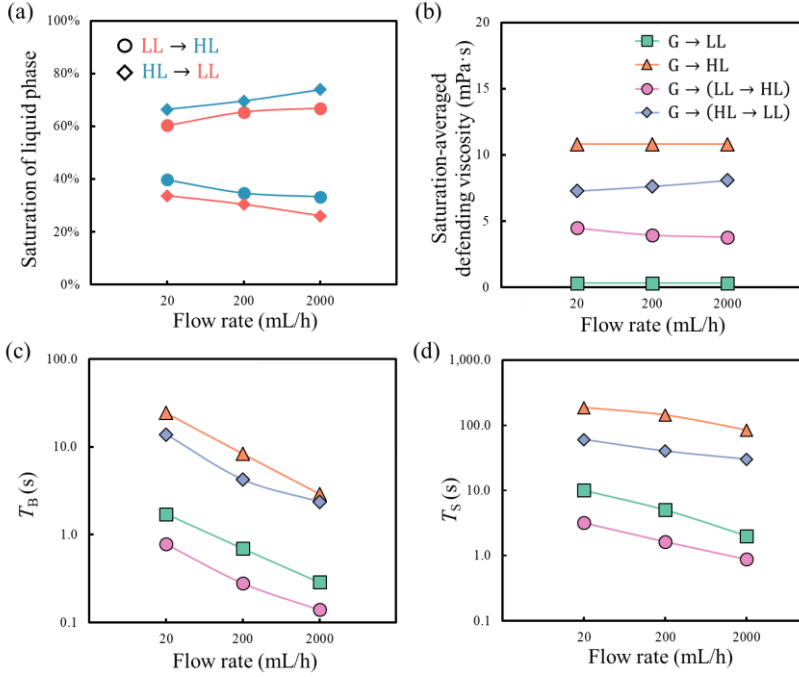 (a)
Saturation of liquid phase
100%
80%
60%
40%
20%
0%
LL → HL
HL → LL
20 200 2000
Flow rate (mL/h)
(b)
Saturation-averaged
defending viscosity (mPa·s)
20
15
10
5
0
G → LL
G → HL
G → (LL → HL)
G → (HL → LL)
20 200 2000
Flow rate (mL/h)
(c)
T_B (s)
100.0
10.0
1.0
0.1
20 200 2000
Flow rate (mL/h)
(d)
T_S (s)
1,000.0
100.0
10.0
1.0
0.1
20 200 2000
Flow rate (mL/h)